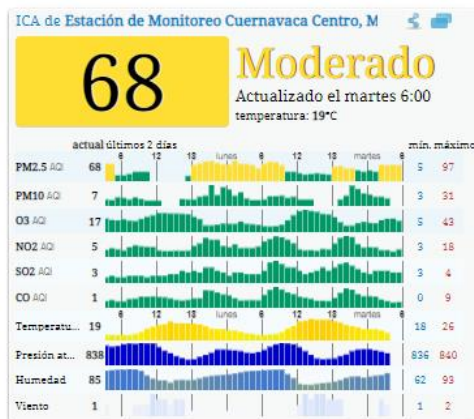 ICA de Estación de Monitoreo Cuernavaca Centro, M
68
Moderado
Actualizado el martes 6:00
temperatura: 19°C
actual últimos 2 días mín. máximo
6 12 18 lunes 6 12 18 martes 6
PM2.5 AQI 68 5 97
PM10 AQI 7 3 31
O3 AQI 17 5 43
NO2 AQI 5 3 18
SO2 AQI 3 3 4
CO AQI 1 0 9
6 12 18 lunes 6 12 18 martes 6
Temperatu... 19 18 26
Presión at... 838 836 840
Humedad 85 62 93
Viento 1 1 2